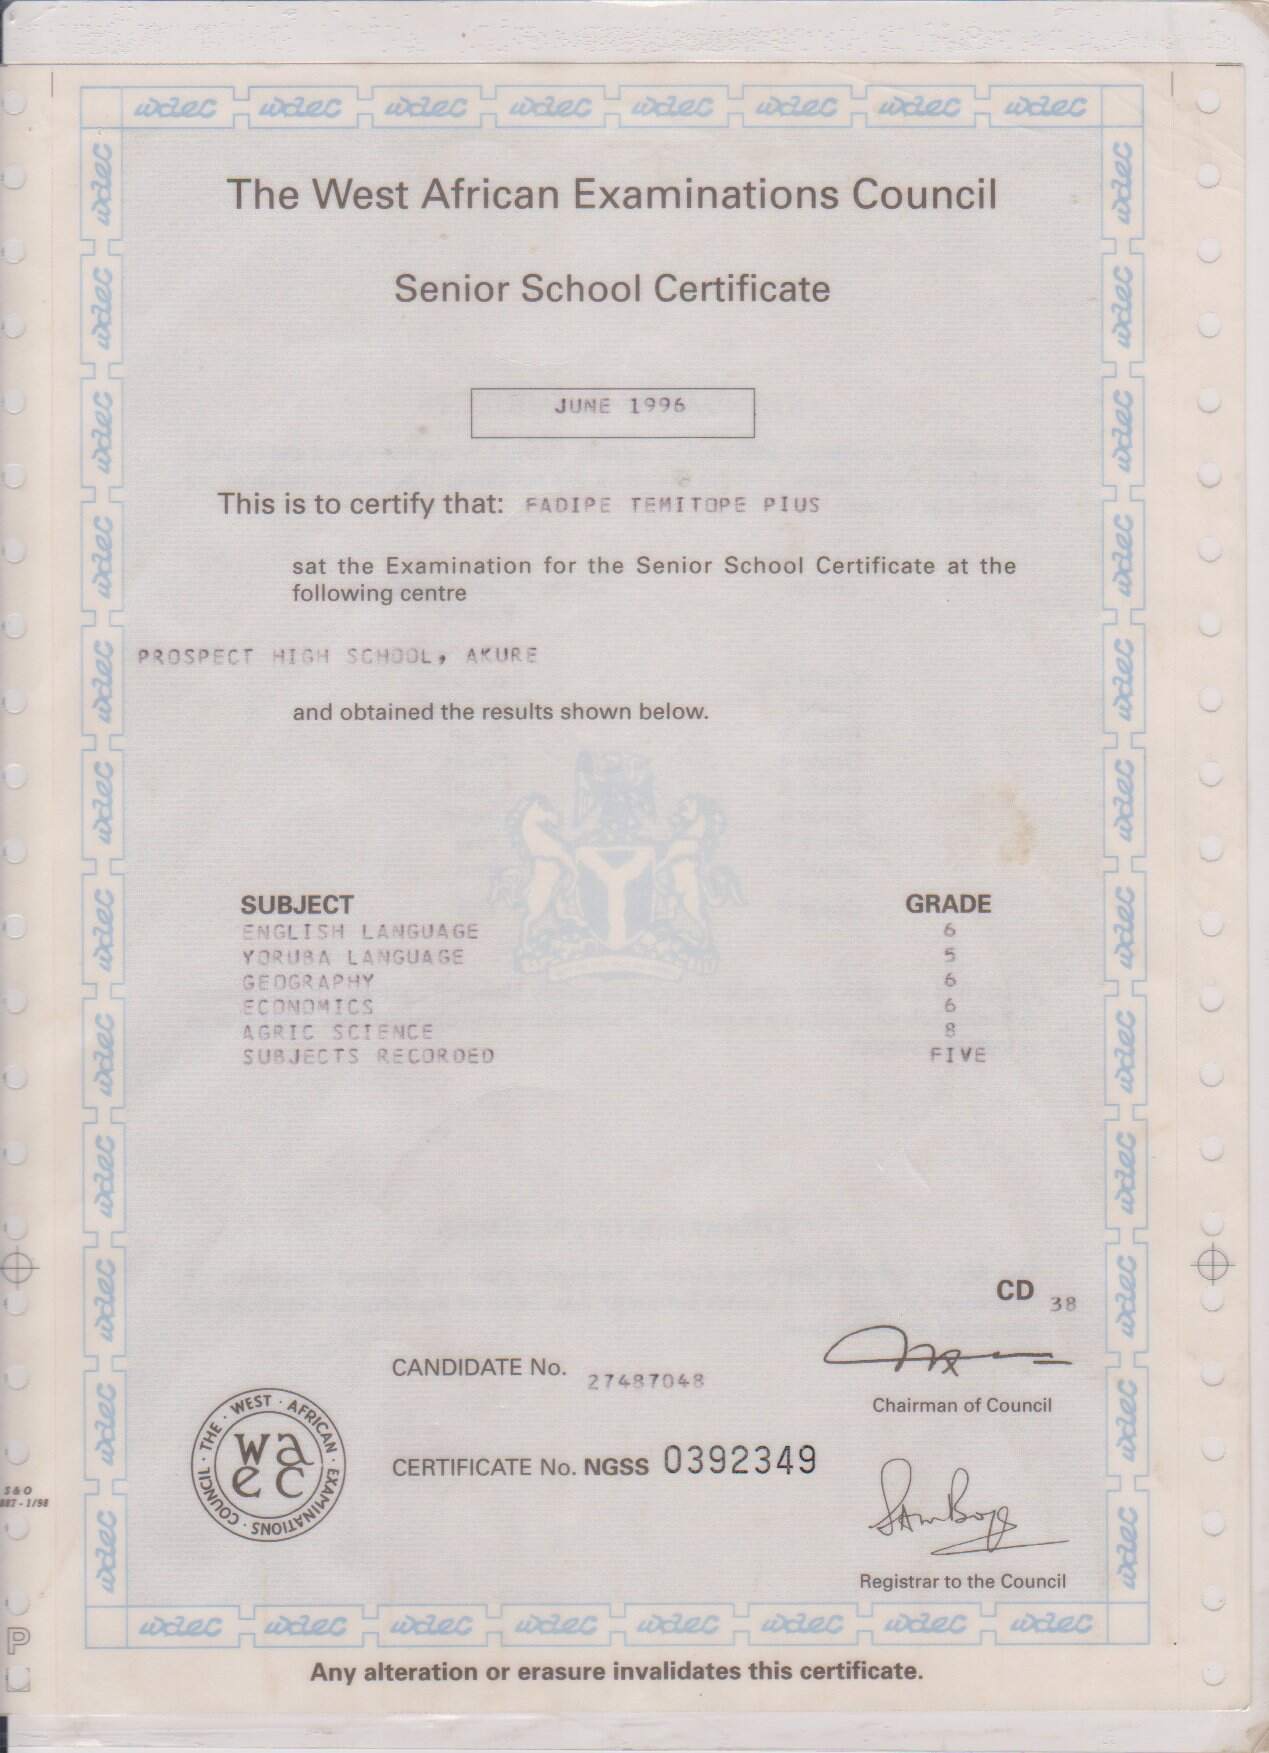 waec waec waec waec waec waec waec waec
The West African Examinations Council
Senior School Certificate
JUNE 1996
This is to certify that: FADIPE TEMITOPE PIUS
sat the Examination for the Senior School Certificate at the
following centre
PROSPECT HIGH SCHOOL, AKURE
and obtained the results shown below.
SUBJECT GRADE
ENGLISH LANGUAGE 6
YORUBA LANGUAGE 5
GEOGRAPHY 6
ECONOMICS 6
AGRIC SCIENCE 8
SUBJECTS RECORDED FIVE
CD 38
CANDIDATE No. 27487048
Chairman of Council
THE · WEST · AFRICAN · EXAMINATIONS · COUNCIL ·
wa
ec
CERTIFICATE No. NGSS 0392349
S & O
Registrar to the Council
waec waec waec waec waec waec waec waec
P
Any alteration or erasure invalidates this certificate.